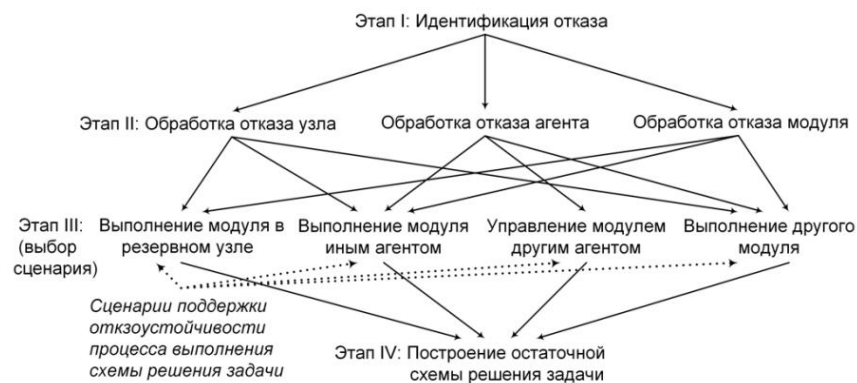 Этап I: Идентификация отказа
Этап II: Обработка отказа узла
Обработка отказа агента
Обработка отказа модуля
Этап III:
(выбор
сценария)
Выполнение модуля в
резервном узле
Выполнение модуля
иным агентом
Управление модулем
другим агентом
Выполнение другого
модуля
Сценарии поддержки
откзоустойчивости
процесса выполнения
схемы решения задачи
Этап IV: Построение остаточной
схемы решения задачи